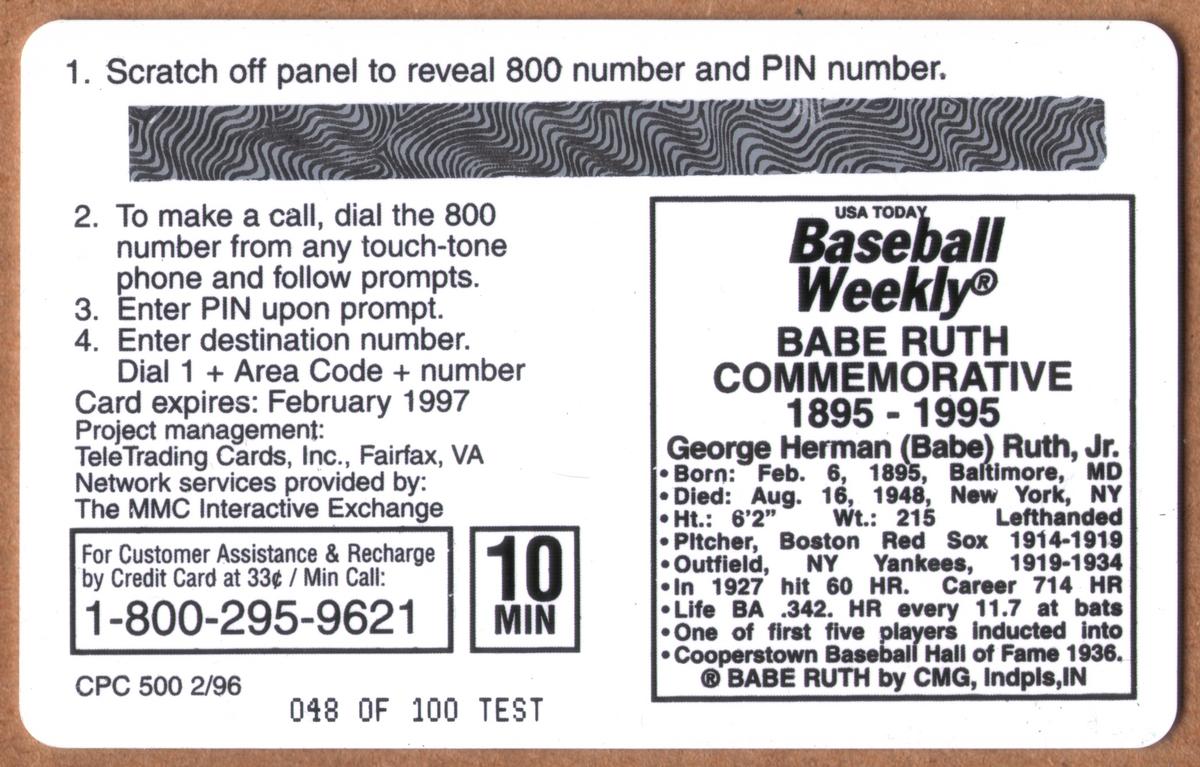 1. Scratch off panel to reveal 800 number and PIN number.
2. To make a call, dial the 800
number from any touch-tone
phone and follow prompts.
3. Enter PIN upon prompt.
4. Enter destination number.
Dial 1 + Area Code + number
Card expires: February 1997
Project management:
TeleTrading Cards, Inc., Fairfax, VA
Network services provided by:
The MMC Interactive Exchange
For Customer Assistance & Recharge
by Credit Card at 33¢ / Min Call:
1-800-295-9621
10
MIN
CPC 500 2/96
048 OF 100 TEST
USA TODAY
Baseball
Weekly®
BABE RUTH
COMMEMORATIVE
1895 - 1995
George Herman (Babe) Ruth, Jr.
•Born: Feb. 6, 1895, Baltimore, MD
•Died: Aug. 16, 1948, New York, NY
•Ht.: 6'2" Wt.: 215 Lefthanded
•Pitcher, Boston Red Sox 1914-1919
•Outfield, NY Yankees, 1919-1934
•In 1927 hit 60 HR. Career 714 HR
•Life BA .342. HR every 11.7 at bats
•One of first five players inducted into
•Cooperstown Baseball Hall of Fame 1936.
® BABE RUTH by CMG, Indpls,IN